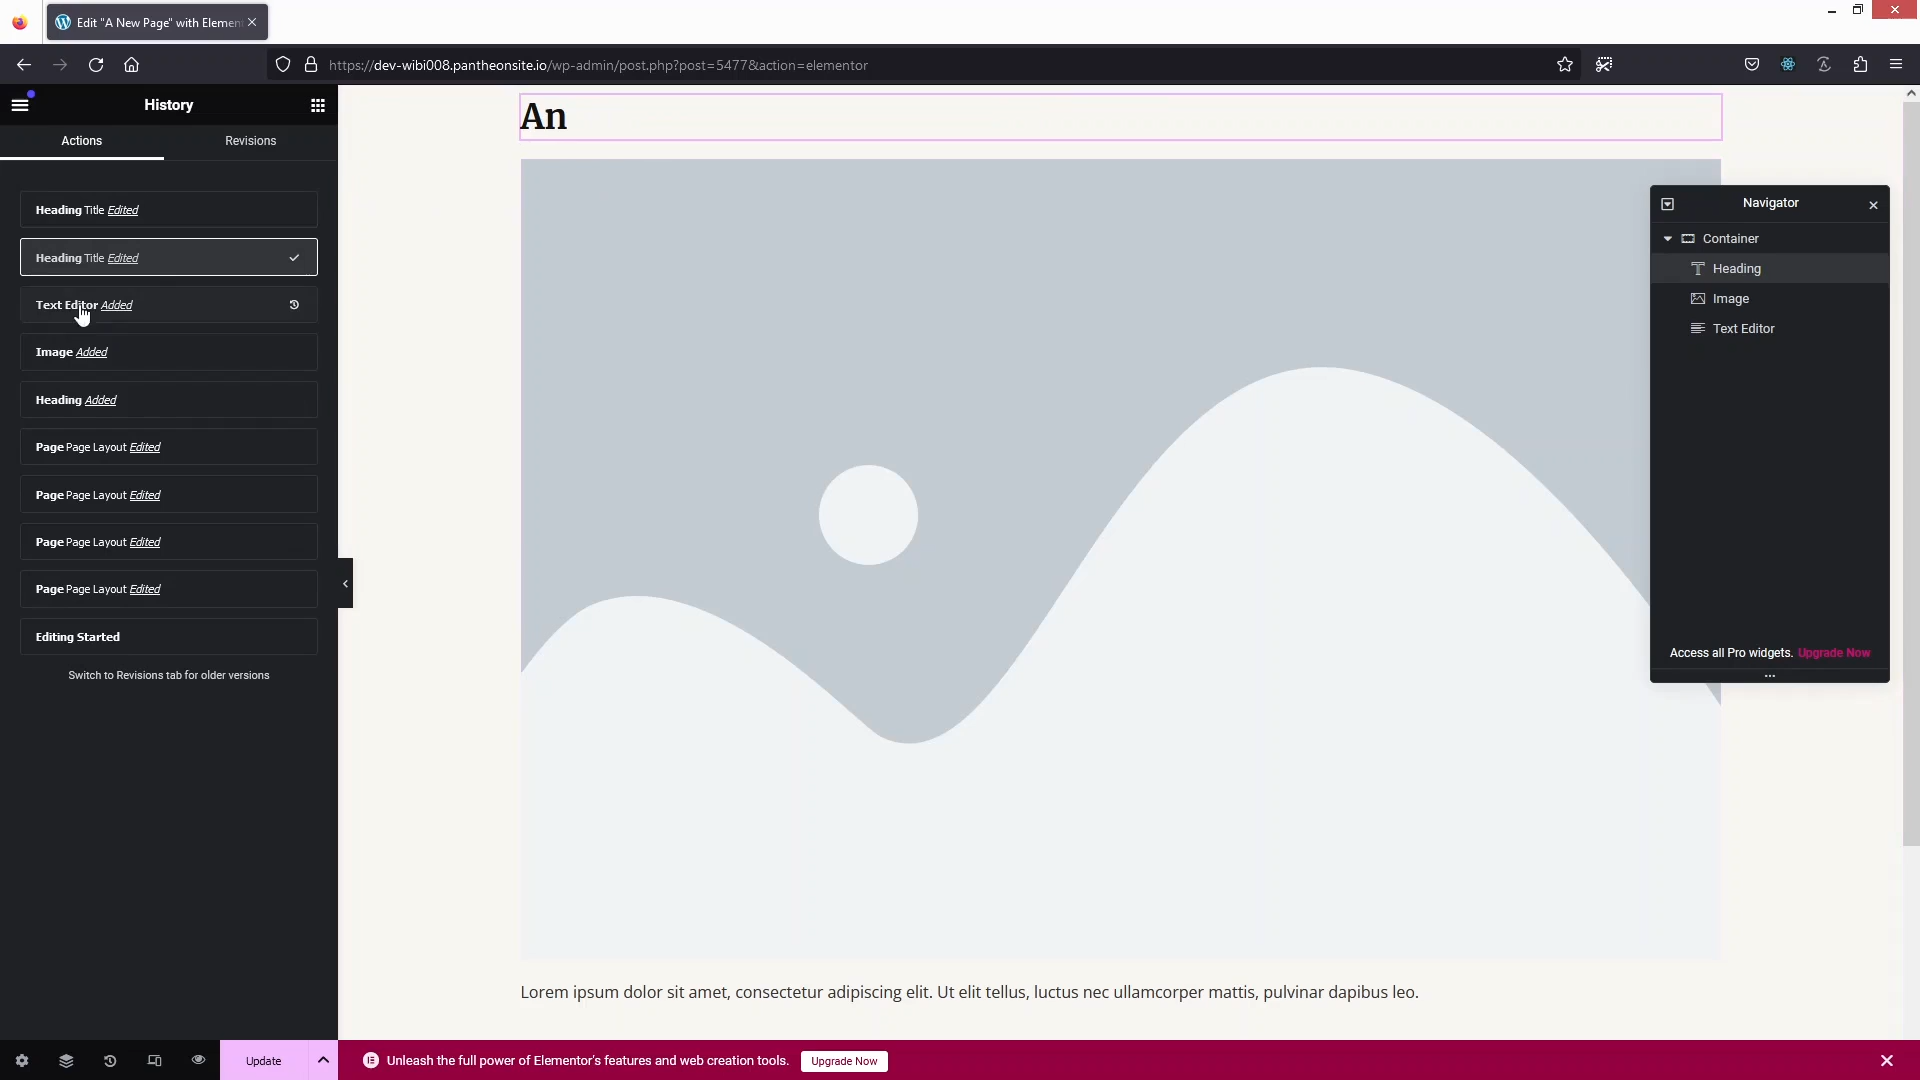 Edit "A New Page" with Elemen
https://dev-wibi008.pantheonsite.io/wp-admin/post.php?post=5477&action=elementor
History
Actions
Revisions
Heading Title Edited
Heading Title Edited
Text Editor Added
Image Added
Heading Added
Page Page Layout Edited
Page Page Layout Edited
Page Page Layout Edited
Page Page Layout Edited
Editing Started
Switch to Revisions tab for older versions
Update
An
Lorem ipsum dolor sit amet, consectetur adipiscing elit. Ut elit tellus, luctus nec ullamcorper mattis, pulvinar dapibus leo.
Navigator
Container
Heading
Image
Text Editor
Access all Pro widgets. Upgrade Now
Unleash the full power of Elementor's features and web creation tools. Upgrade Now